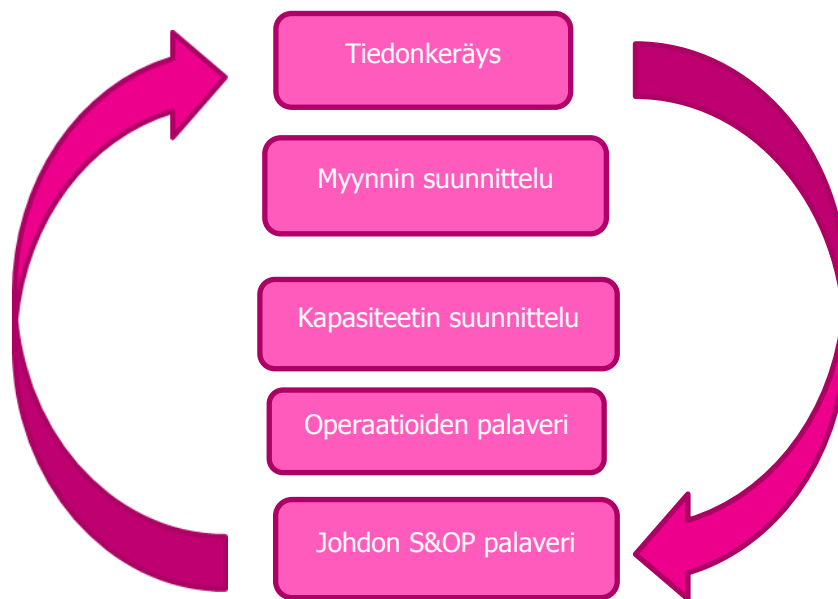 Tiedonkeräys
Myynnin suunnittelu
Kapasiteetin suunnittelu
Operaatioiden palaveri
Johdon S&OP palaveri